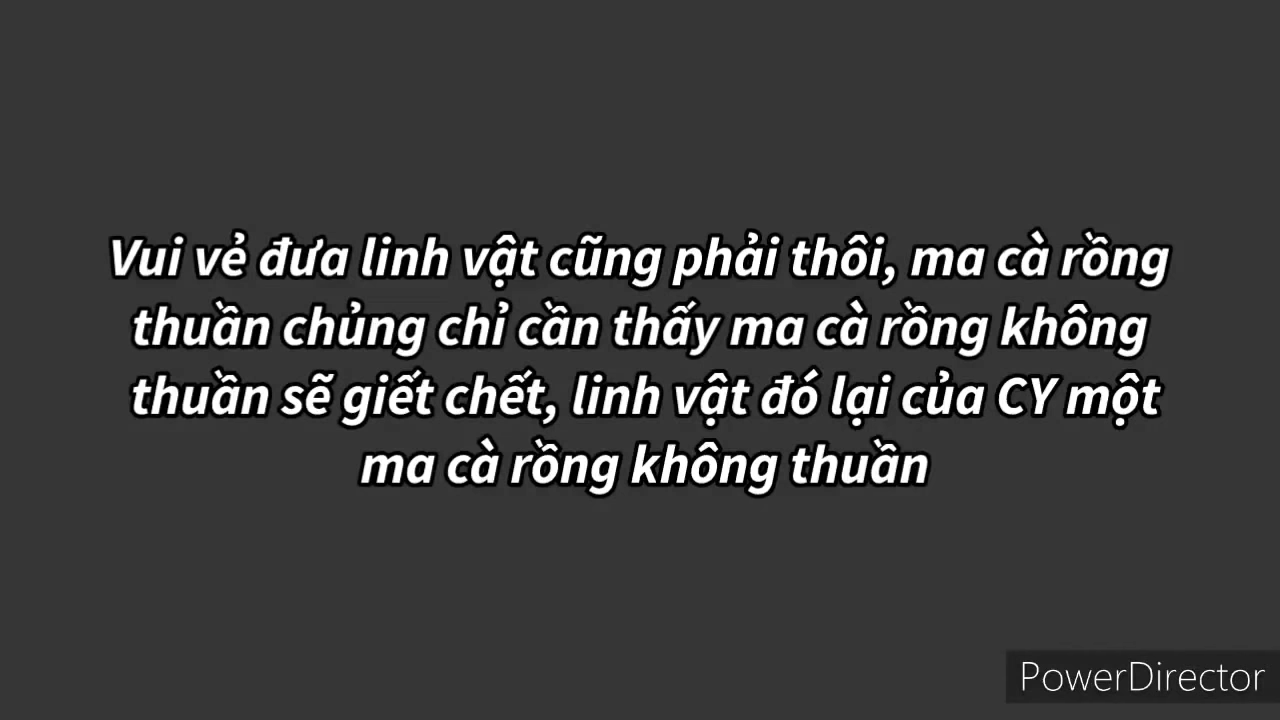 Vui vẻ đưa linh vật cũng phải thôi, ma cà rồng
thuần chủng chỉ cần thấy ma cà rồng không
thuần sẽ giết chết, linh vật đó lại của CY một
ma cà rồng không thuần
PowerDirector